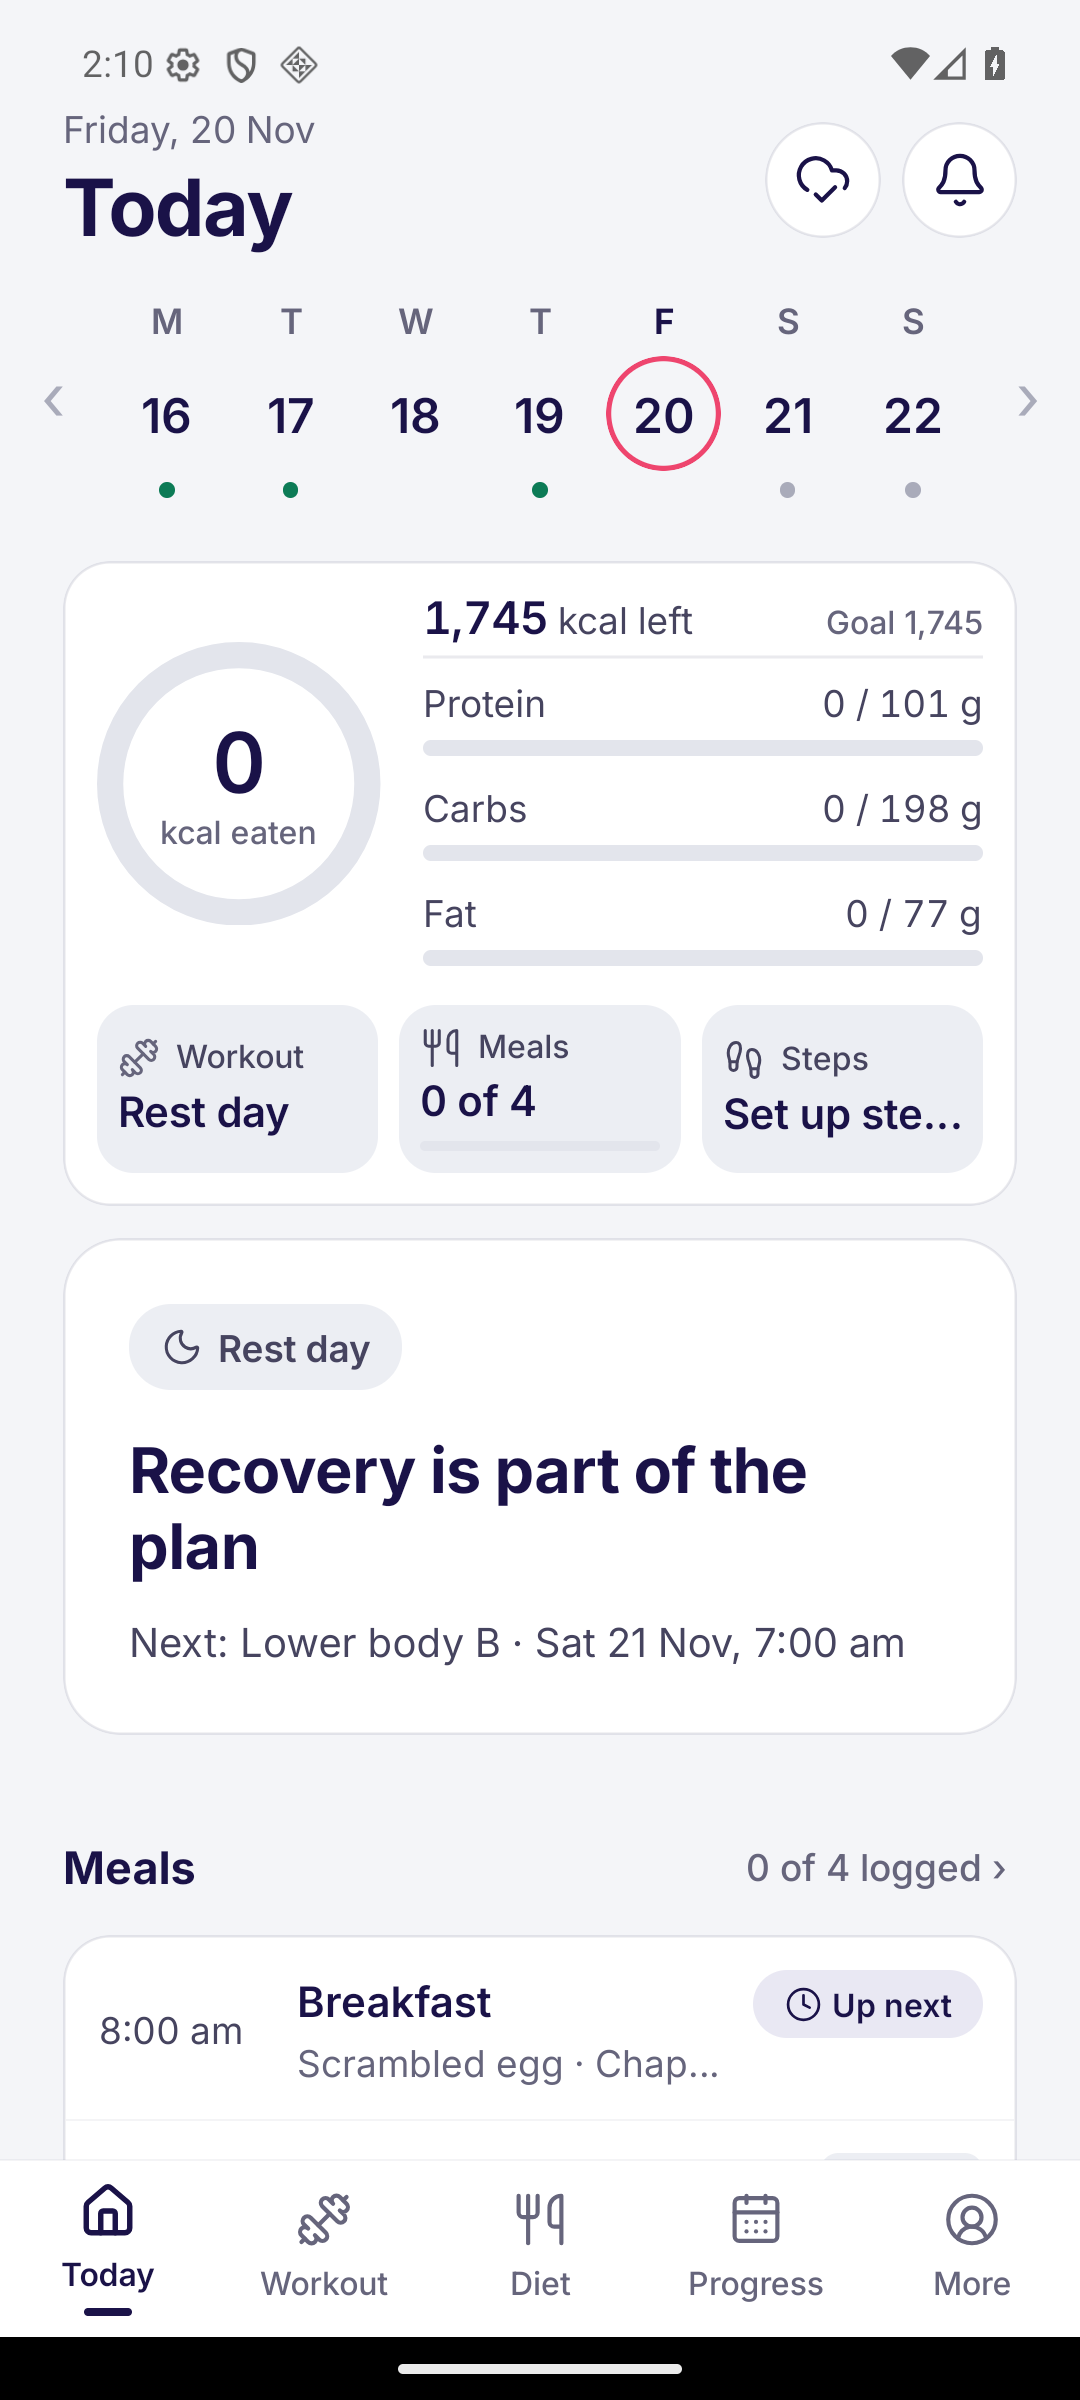 2:10
Friday, 20 Nov
Today
M T W T F S S
‹ 16 17 18 19 20 21 22 ›
1,745 kcal left Goal 1,745
0
kcal eaten
Protein 0 / 101 g
Carbs 0 / 198 g
Fat 0 / 77 g
Workout
Rest day
Meals
0 of 4
Steps
Set up ste...
Rest day
Recovery is part of the
plan
Next: Lower body B · Sat 21 Nov, 7:00 am
Meals 0 of 4 logged ›
8:00 am
Breakfast
Scrambled egg · Chap...
Up next
Today Workout Diet Progress More